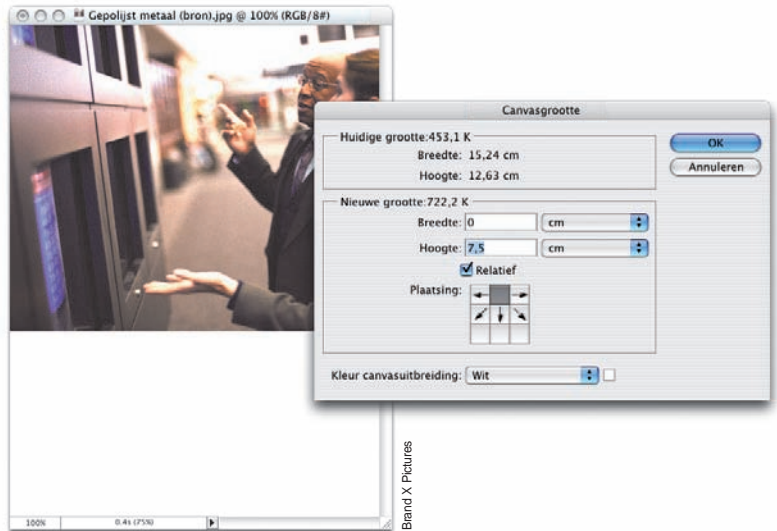 Gepolijst metaal (bron).jpg @ 100% (RGB/8#)
Canvasgrootte
Huidige grootte:453,1 K
Breedte: 15,24 cm
Hoogte: 12,63 cm
OK
Annuleren
Nieuwe grootte:722,2 K
Breedte: 0 cm
Hoogte: 7,5 cm
Relatief
Plaatsing:
Kleur canvasuitbreiding: Wit
Brand X Pictures
100% 0.4s (75%)